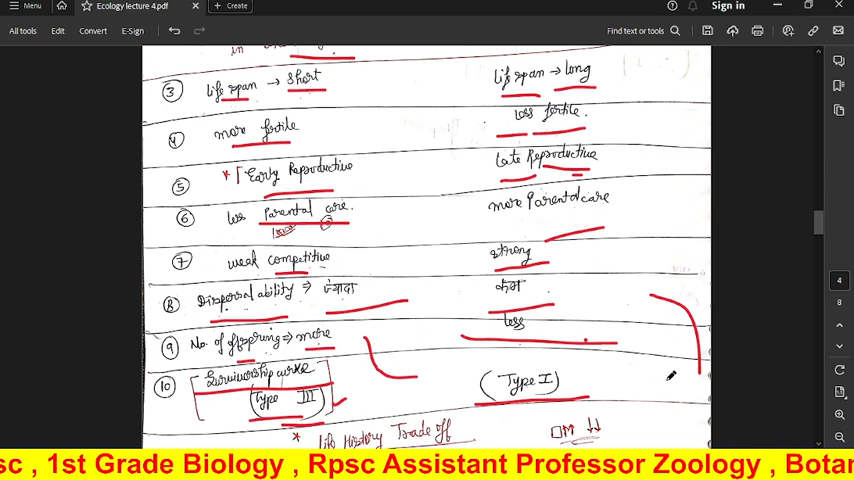 Menu
Ecology lecture 4.pdf
Create
Sign in
All tools Edit Convert E-Sign
Find text or tools
③ life span → short life span → long
④ more fertile less fertile.
⑤ * Early Reproductive Late Reproductive
⑥ less Parental care. more Parental care
⑦ weak competitive strong
⑧ Dispersal ability ⇒ ज्यादा कम
⑨ No. of offspring ⇒ more less
⑩ Survivorship curve
(Type III) (Type I)
* life History Trade off □↑↑ ↓↓
4
8
sc , 1st Grade Biology , Rpsc Assistant Professor Zoology , Botan